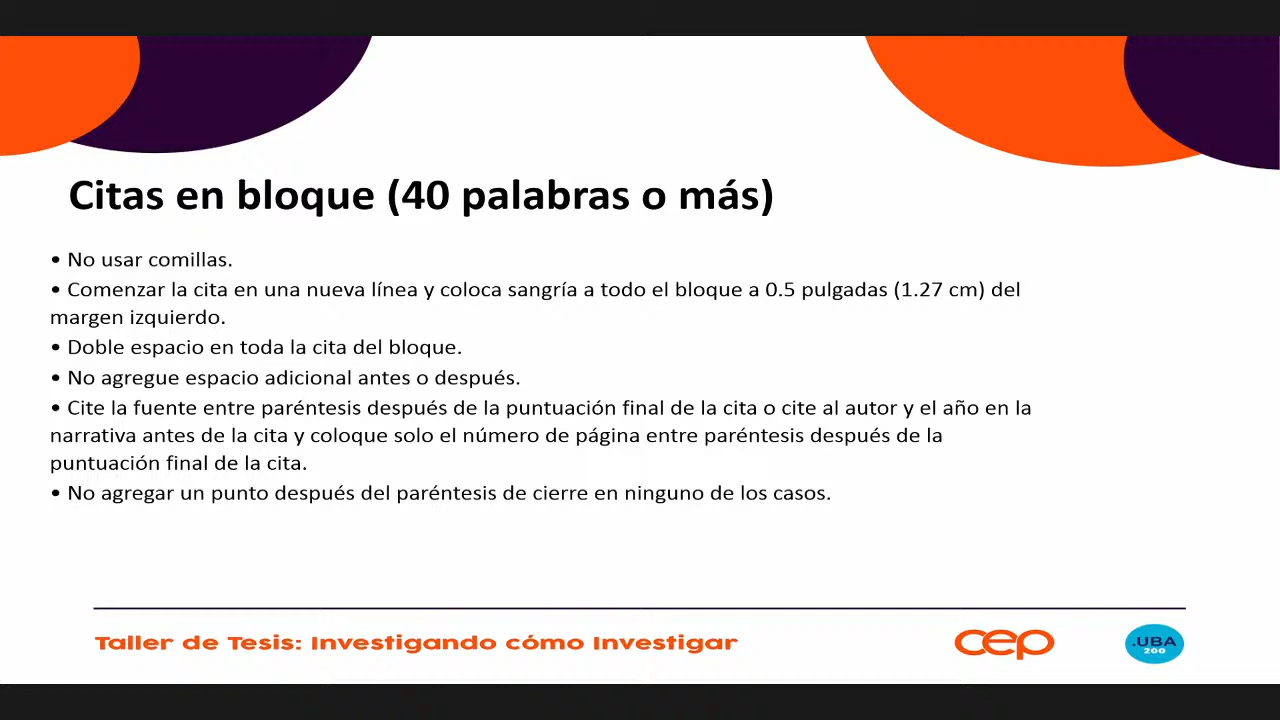 Citas en bloque (40 palabras o más)
• No usar comillas.
• Comenzar la cita en una nueva línea y coloca sangría a todo el bloque a 0.5 pulgadas (1.27 cm) del
margen izquierdo.
• Doble espacio en toda la cita del bloque.
• No agregue espacio adicional antes o después.
• Cite la fuente entre paréntesis después de la puntuación final de la cita o cite al autor y el año en la
narrativa antes de la cita y coloque solo el número de página entre paréntesis después de la
puntuación final de la cita.
• No agregar un punto después del paréntesis de cierre en ninguno de los casos.
Taller de Tesis: Investigando cómo Investigar
cep
.UBA
200